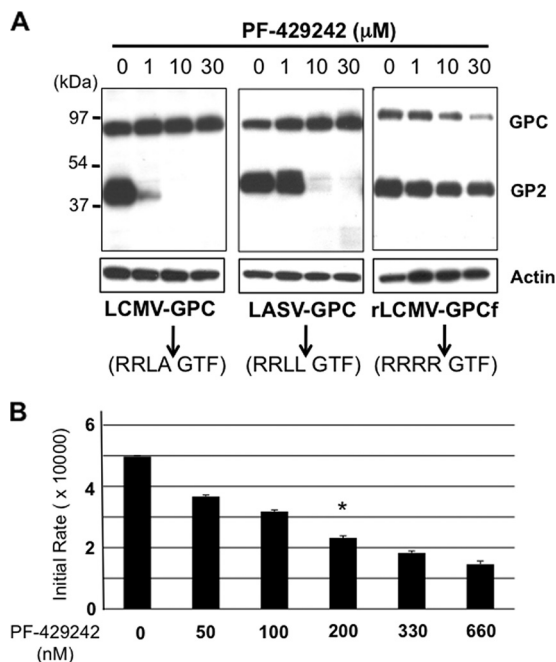 A
PF-429242 (μM)
0 1 10 30 0 1 10 30 0 1 10 30
(kDa)
97
GPC
54
GP2
37
Actin
LCMV-GPC LASV-GPC rLCMV-GPCf
(RRLA GTF) (RRLL GTF) (RRRR GTF)
B
6
4
2
0
Initial Rate ( x 10000)
*
PF-429242 0 50 100 200 330 660
(nM)